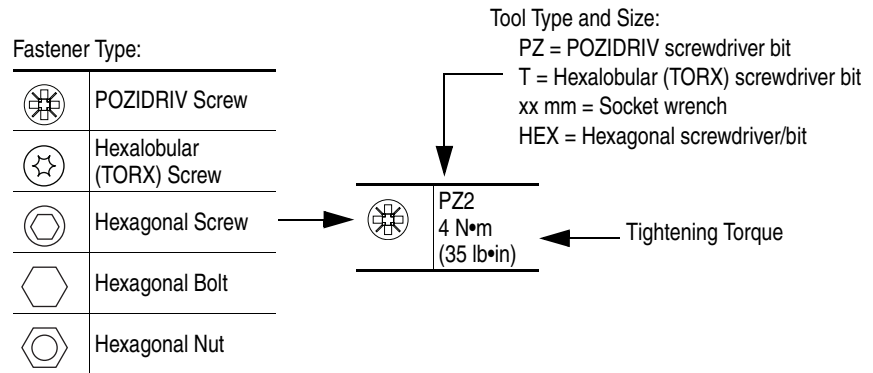 Tool Type and Size:
PZ = POZIDRIV screwdriver bit
T = Hexalobular (TORX) screwdriver bit
xx mm = Socket wrench
HEX = Hexagonal screwdriver/bit
Fastener Type:
POZIDRIV Screw
Hexalobular
(TORX) Screw
Hexagonal Screw
Hexagonal Bolt
Hexagonal Nut
PZ2
4 N•m
(35 lb•in)
Tightening Torque